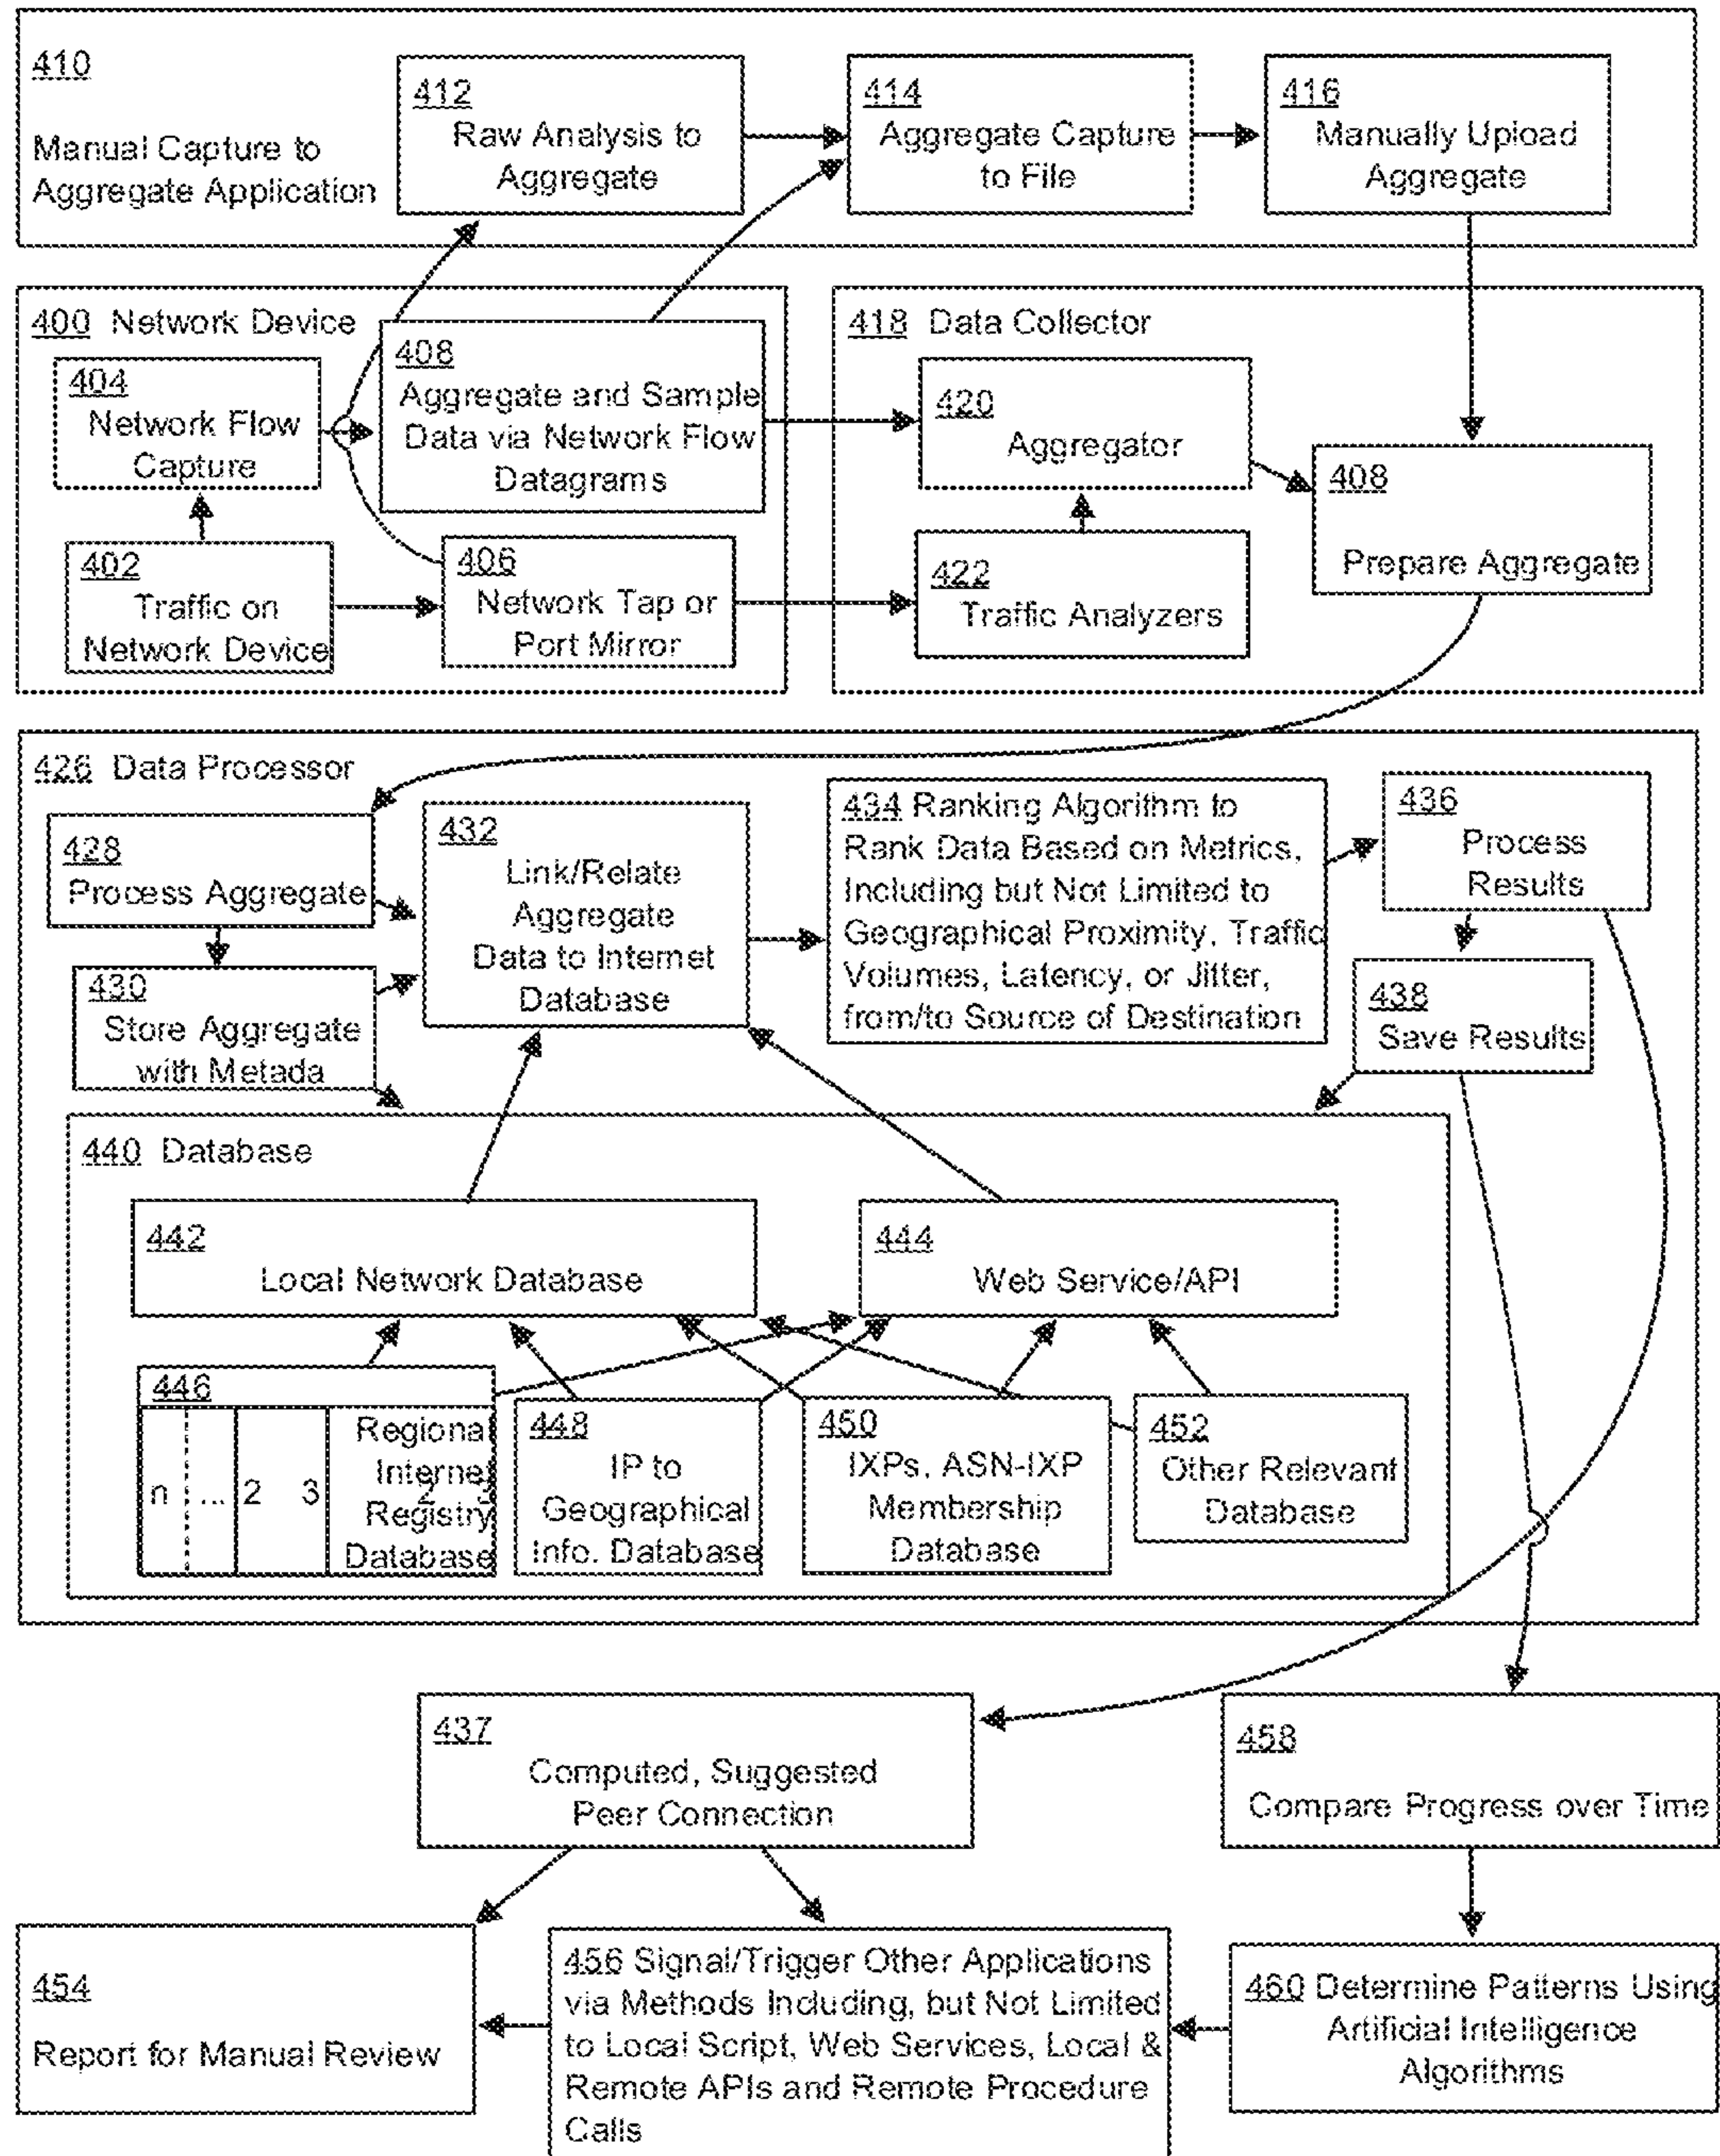 410
Manual Capture to
Aggregate Application
412
Raw Analysis to
Aggregate
414
Aggregate Capture
to File
416
Manually Upload
Aggregate
400 Network Device
404
Network Flow
Capture
408
Aggregate and Sample
Data via Network Flow
Datagrams
402
Traffic on
Network Device
406
Network Tap or
Port Mirror
418 Data Collector
420
Aggregator
422
Traffic Analyzers
408
Prepare Aggregate
426 Data Processor
428
Process Aggregate
430
Store Aggregate
with Metada
432
Link/Relate
Aggregate
Data to Internet
Database
434 Ranking Algorithm to
Rank Data Based on Metrics,
Including but Not Limited to
Geographical Proximity, Traffic
Volumes, Latency, or Jitter,
from/to Source of Destination
436
Process
Results
438
Save Results
440 Database
442
Local Network Database
444
Web Service/API
446
n ... 2 3
Regional
Internet
Registry
Database
448
IP to
Geographical
Info. Database
450
IXPs, ASN-IXP
Membership
Database
452
Other Relevant
Database
437
Computed, Suggested
Peer Connection
458
Compare Progress over Time
454
Report for Manual Review
456 Signal/Trigger Other Applications
via Methods Including, but Not Limited
to Local Script, Web Services, Local &
Remote APIs and Remote Procedure
Calls
460 Determine Patterns Using
Artificial Intelligence
Algorithms